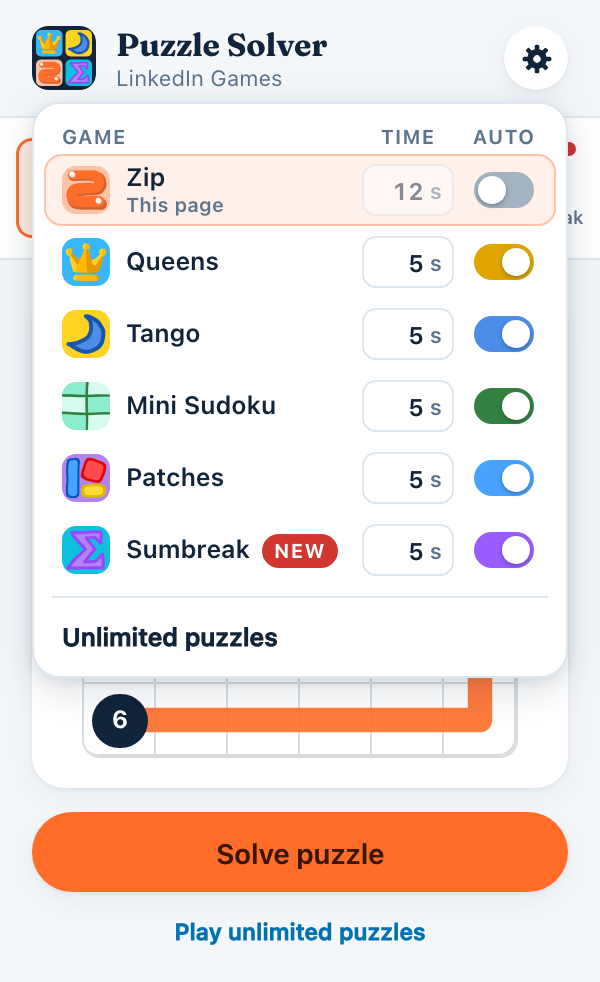 Puzzle Solver
LinkedIn Games
GAME TIME AUTO
Zip
This page
12 s
Queens 5 s
Tango 5 s
Mini Sudoku 5 s
Patches 5 s
Sumbreak NEW 5 s
Unlimited puzzles
6
Solve puzzle
Play unlimited puzzles